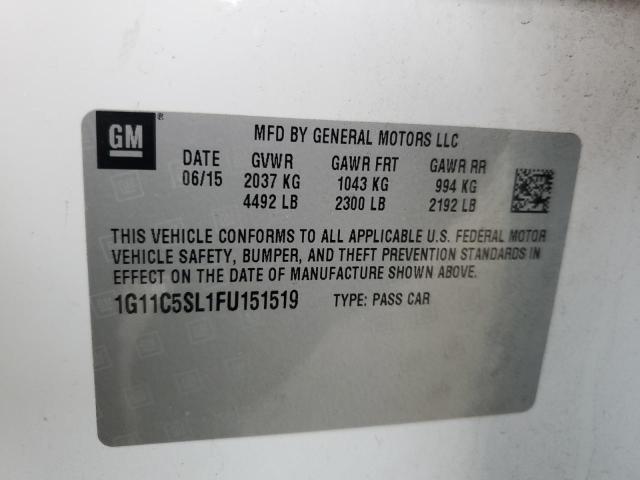 GM ®
MFD BY GENERAL MOTORS LLC
DATE GVWR GAWR FRT GAWR RR
06/15 2037 KG 1043 KG 994 KG
4492 LB 2300 LB 2192 LB
THIS VEHICLE CONFORMS TO ALL APPLICABLE U.S. FEDERAL MOTOR
VEHICLE SAFETY, BUMPER, AND THEFT PREVENTION STANDARDS IN
EFFECT ON THE DATE OF MANUFACTURE SHOWN ABOVE.
1G11C5SL1FU151519 TYPE: PASS CAR